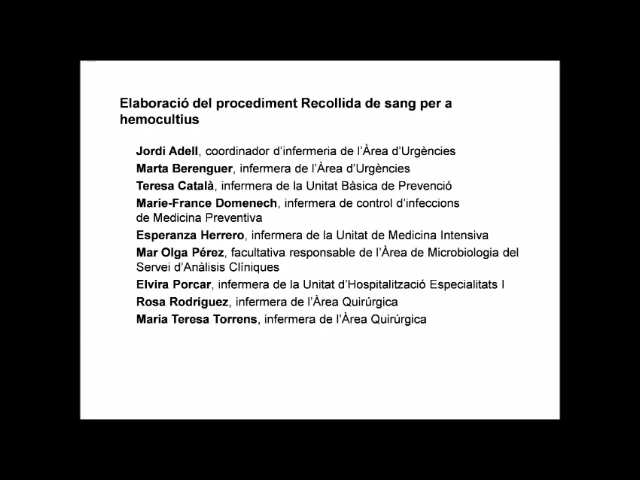 Elaboració del procediment Recollida de sang per a
hemocultius
Jordi Adell, coordinador d'infermeria de l'Àrea d'Urgències
Marta Berenguer, infermera de l'Àrea d'Urgències
Teresa Català, infermera de la Unitat Bàsica de Prevenció
Marie-France Domenech, infermera de control d'infeccions
de Medicina Preventiva
Esperanza Herrero, infermera de la Unitat de Medicina Intensiva
Mar Olga Pérez, facultativa responsable de l'Àrea de Microbiologia del
Servei d'Anàlisis Clíniques
Elvira Porcar, infermera de la Unitat d'Hospitalització Especialitats I
Rosa Rodríguez, infermera de l'Àrea Quirúrgica
Maria Teresa Torrens, infermera de l'Àrea Quirúrgica